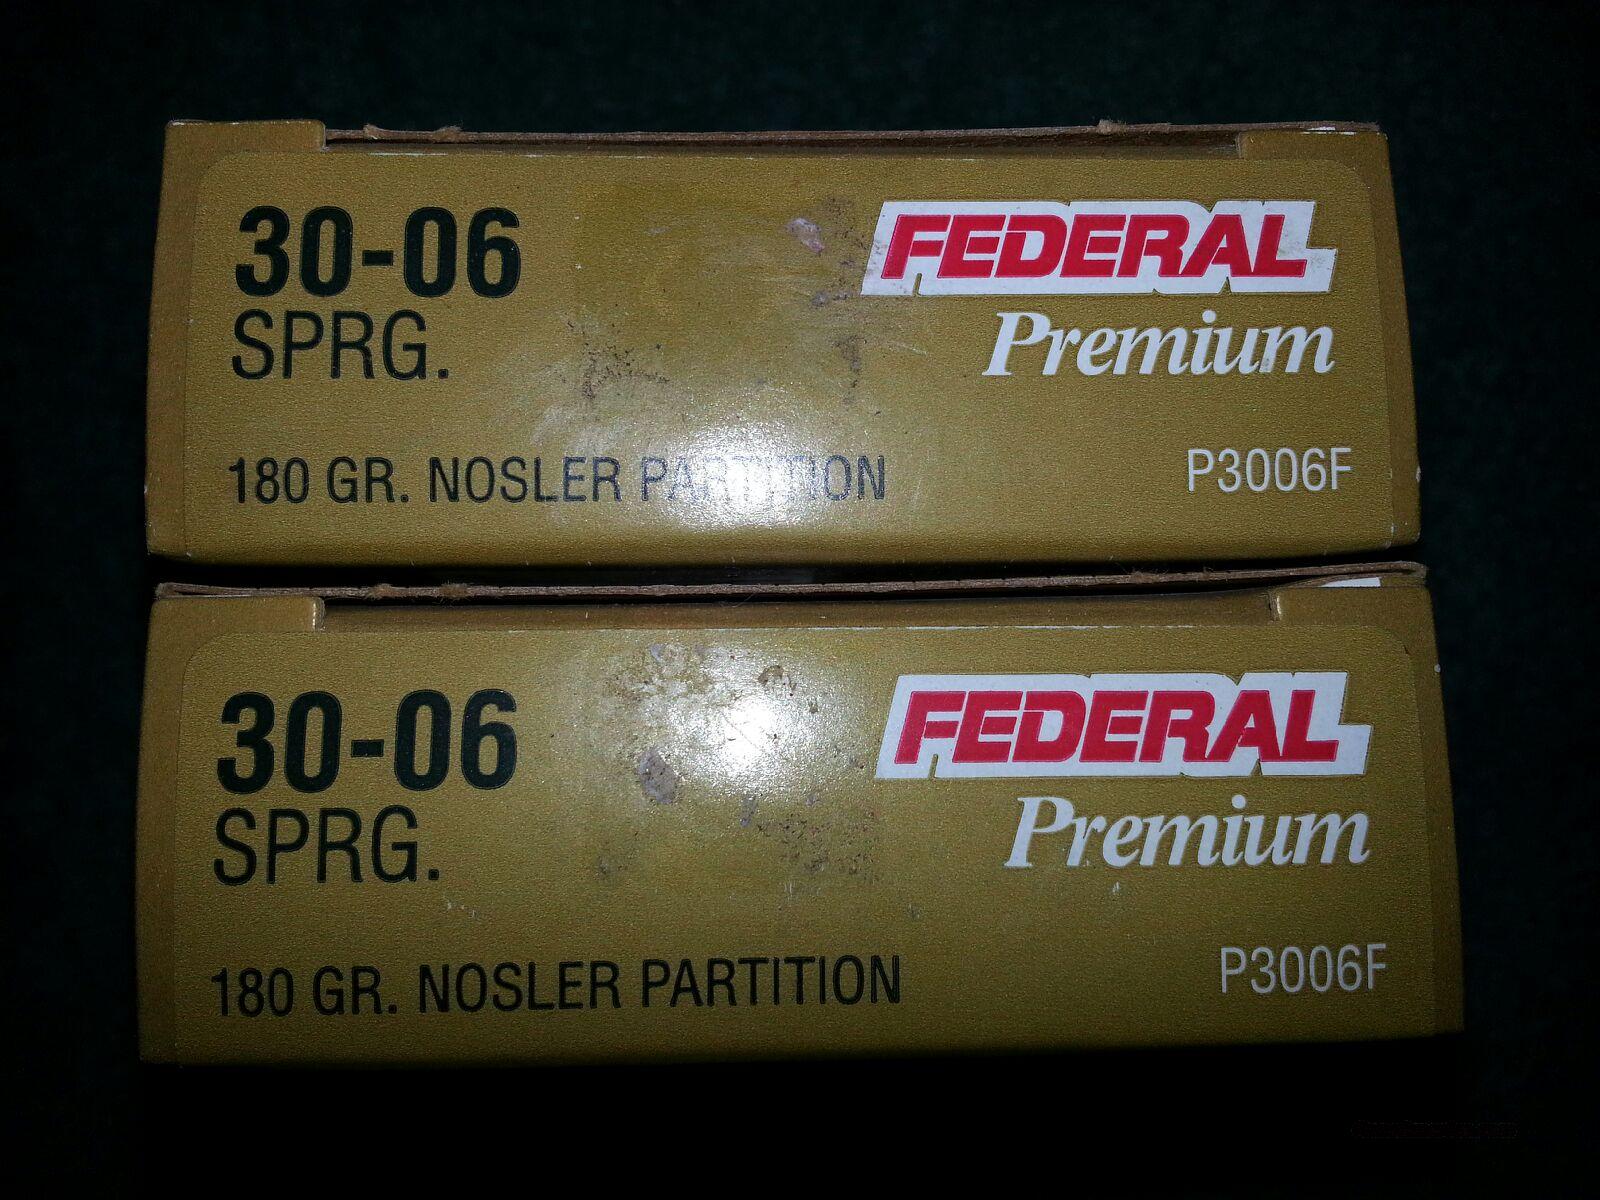 30-06
SPRG.
FEDERAL
Premium
180 GR. NOSLER PARTITION
P3006F
30-06
SPRG.
FEDERAL
Premium
180 GR. NOSLER PARTITION
P3006F